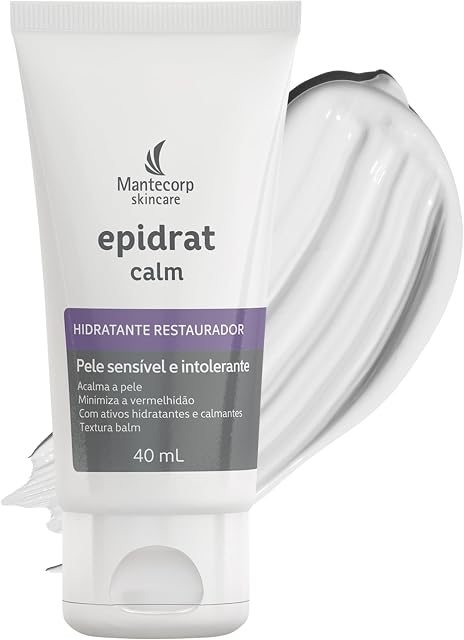 Mantecorp
skincare
epidrat
calm
HIDRATANTE RESTAURADOR
Pele sensível e intolerante
Acalma a pele
Minimiza a vermelhidão
Com ativos hidratantes e calmantes
Textura balm
40 mL